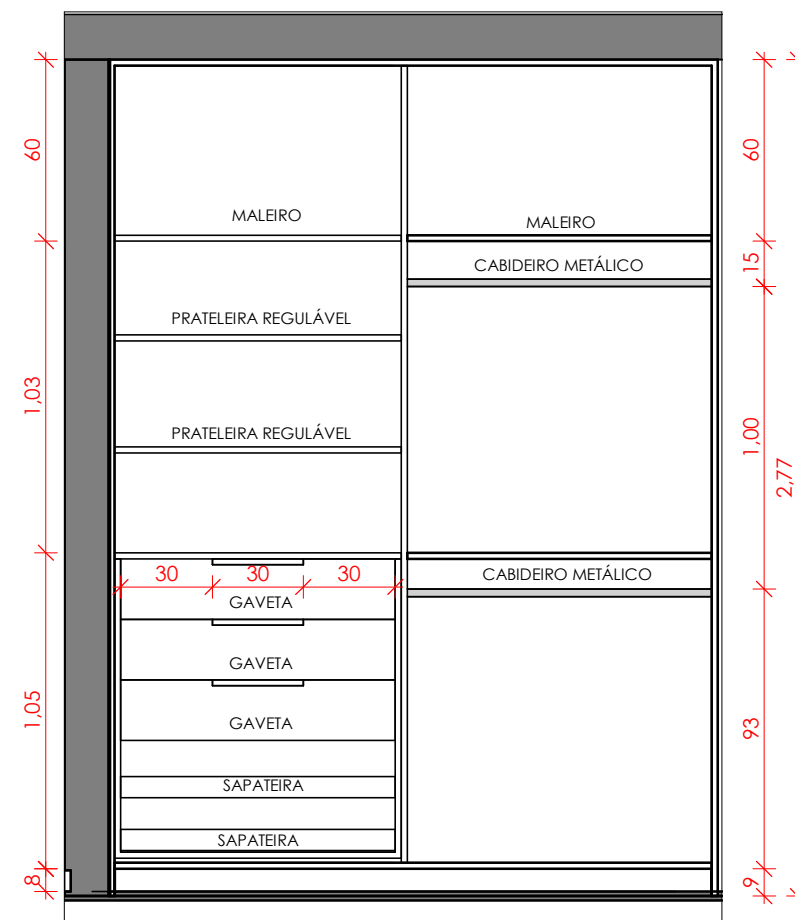 60
1,03
1,05
8
MALEIRO
PRATELEIRA REGULÁVEL
PRATELEIRA REGULÁVEL
30 30 30
GAVETA
GAVETA
GAVETA
SAPATEIRA
SAPATEIRA
MALEIRO
CABIDEIRO METÁLICO
CABIDEIRO METÁLICO
60
15
1,00
93
9
2,77